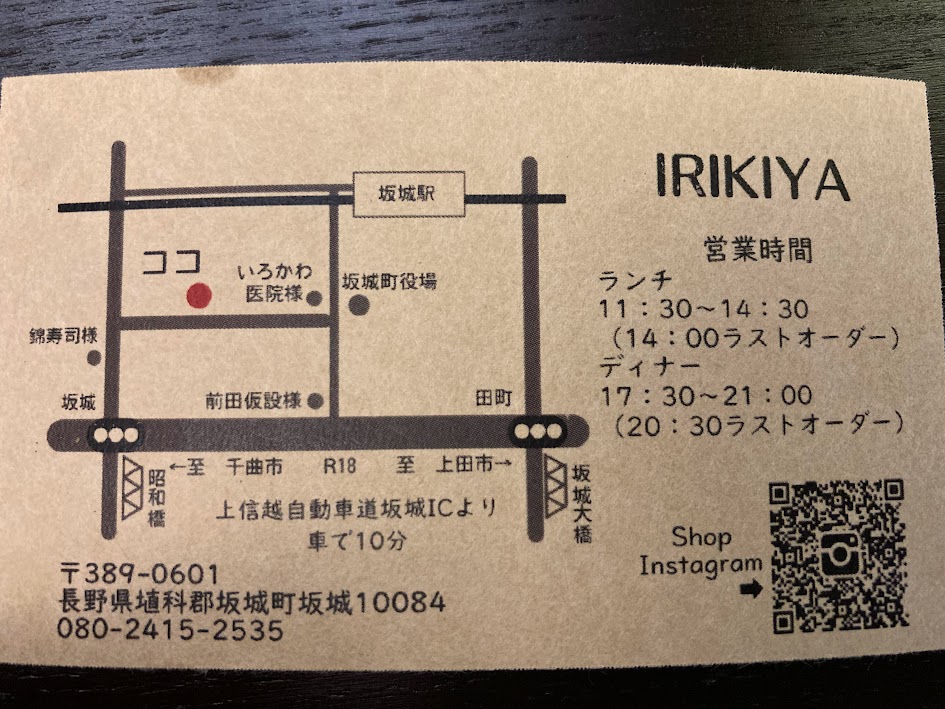 IRIKIYA
営業時間
ランチ
11：30～14：30
（14：00ラストオーダー）
ディナー
17：30～21：00
（20：30ラストオーダー）
Shop
Instagram
坂城駅
ココ
いろかわ
医院様
坂城町役場
錦寿司様
坂城
前田仮設様
田町
←至 千曲市 R18 至 上田市→
昭和橋
坂城大橋
上信越自動車道坂城ICより
車で10分
〒389-0601
長野県埴科郡坂城町坂城10084
080-2415-2535